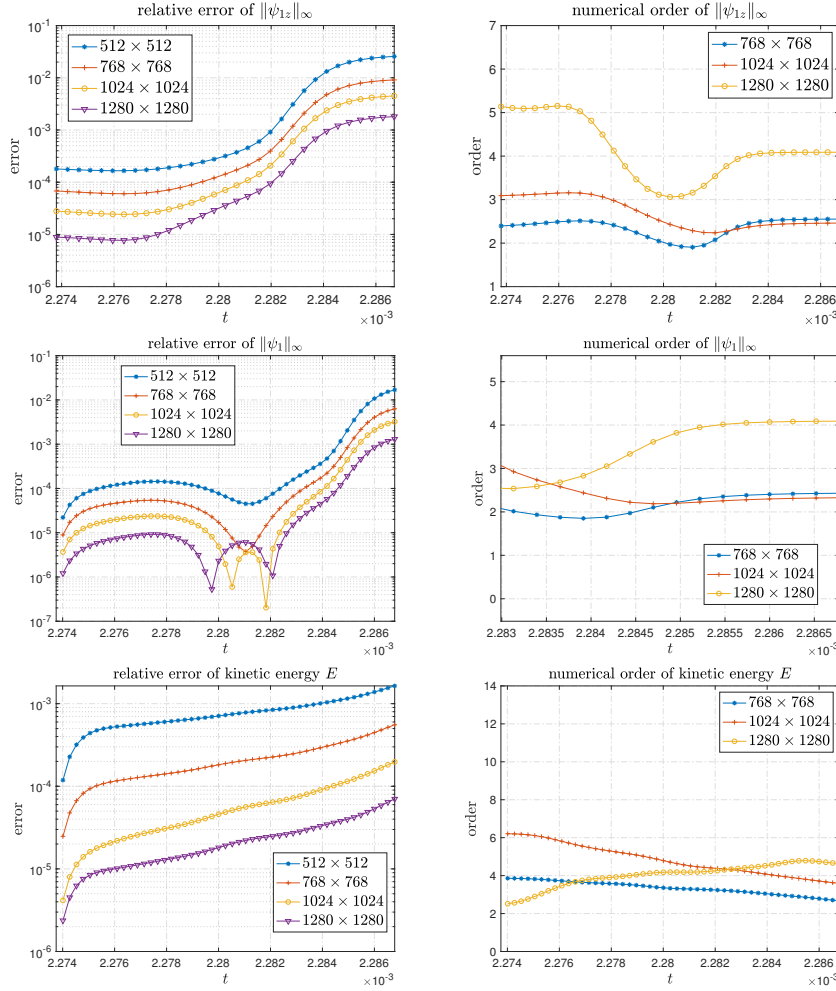 relative error of ‖ψ₁z‖∞
10⁻¹
10⁻²
10⁻³
10⁻⁴
10⁻⁵
10⁻⁶
error
512 × 512
768 × 768
1024 × 1024
1280 × 1280
2.274 2.276 2.278 2.28 2.282 2.284 2.286
t
×10⁻³
numerical order of ‖ψ₁z‖∞
7
6
5
4
3
2
1
order
768 × 768
1024 × 1024
1280 × 1280
2.274 2.276 2.278 2.28 2.282 2.284 2.286
t
×10⁻³
relative error of ‖ψ₁‖∞
10⁻¹
10⁻²
10⁻³
10⁻⁴
10⁻⁵
10⁻⁶
10⁻⁷
error
512 × 512
768 × 768
1024 × 1024
1280 × 1280
2.274 2.276 2.278 2.28 2.282 2.284 2.286
t
×10⁻³
numerical order of ‖ψ₁‖∞
5
4
3
2
1
0
order
768 × 768
1024 × 1024
1280 × 1280
2.283 2.2835 2.284 2.2845 2.285 2.2855 2.286 2.2865
t
×10⁻³
relative error of kinetic energy E
10⁻³
10⁻⁴
10⁻⁵
10⁻⁶
error
512 × 512
768 × 768
1024 × 1024
1280 × 1280
2.274 2.276 2.278 2.28 2.282 2.284 2.286
t
×10⁻³
numerical order of kinetic energy E
14
12
10
8
6
4
2
0
order
768 × 768
1024 × 1024
1280 × 1280
2.274 2.276 2.278 2.28 2.282 2.284 2.286
t
×10⁻³